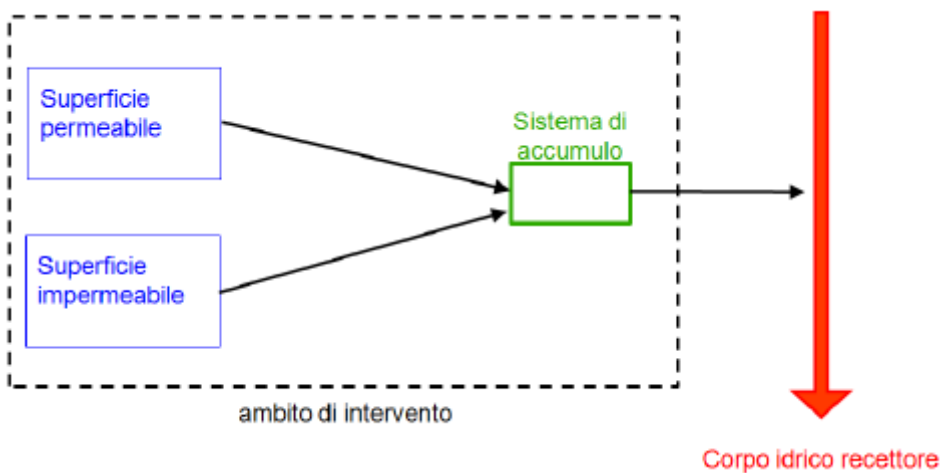 Superficie
permeabile
Sistema di
accumulo
Superficie
impermeabile
ambito di intervento
Corpo idrico recettore